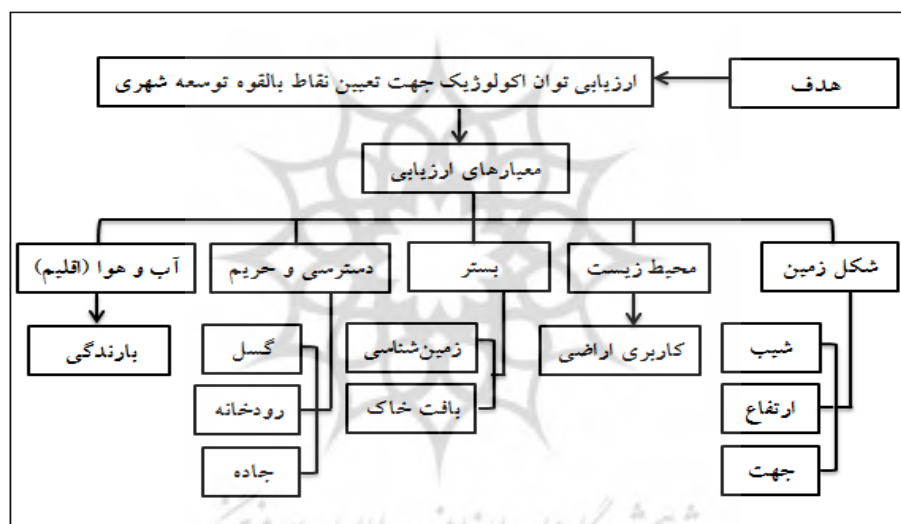 هدف
ارزیابی توان اکولوژیک جهت تعیین نقاط بالقوه توسعه شهری
معیارهای ارزیابی
شکل زمین
محیط زیست
بستر
دسترسی و حریم
آب و هوا (اقلیم)
شیب
ارتفاع
جهت
کاربری اراضی
زمین‌شناسی
بافت خاک
گسل
رودخانه
جاده
بارندگی